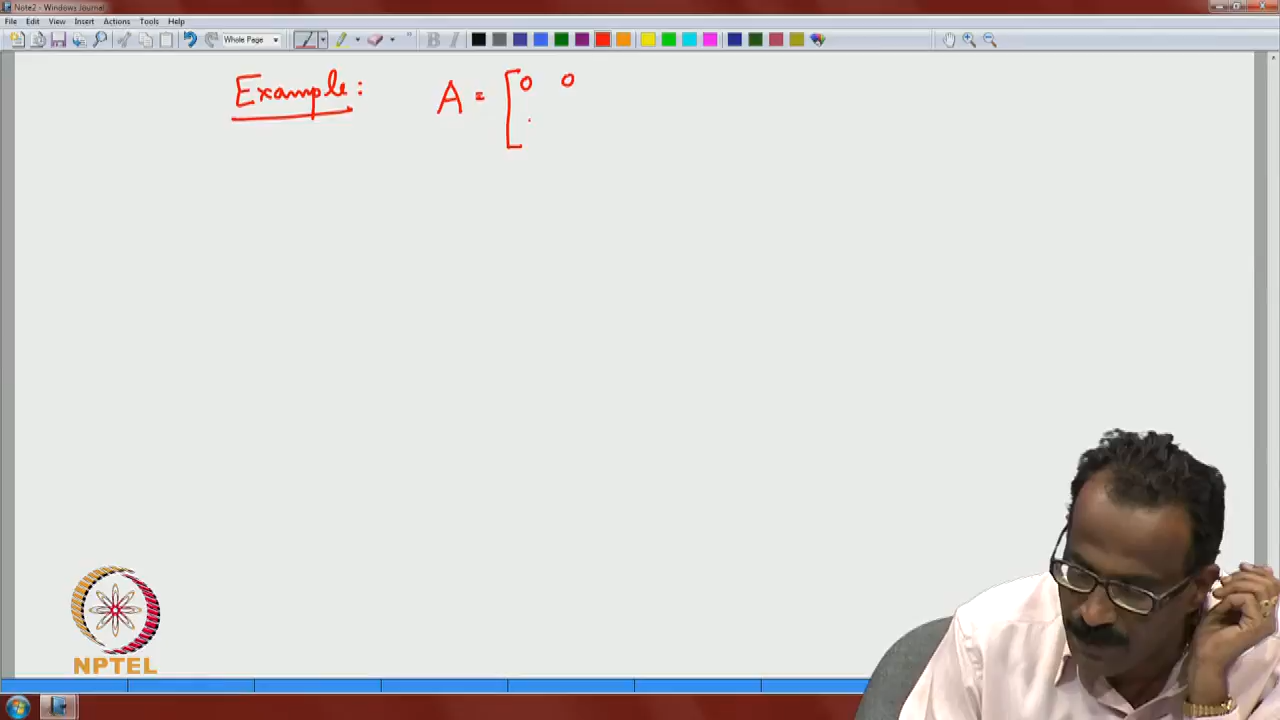 Note2 - Windows Journal
File Edit View Insert Actions Tools Help
Whole Page
B I
Example: A = [0 0
NPTEL